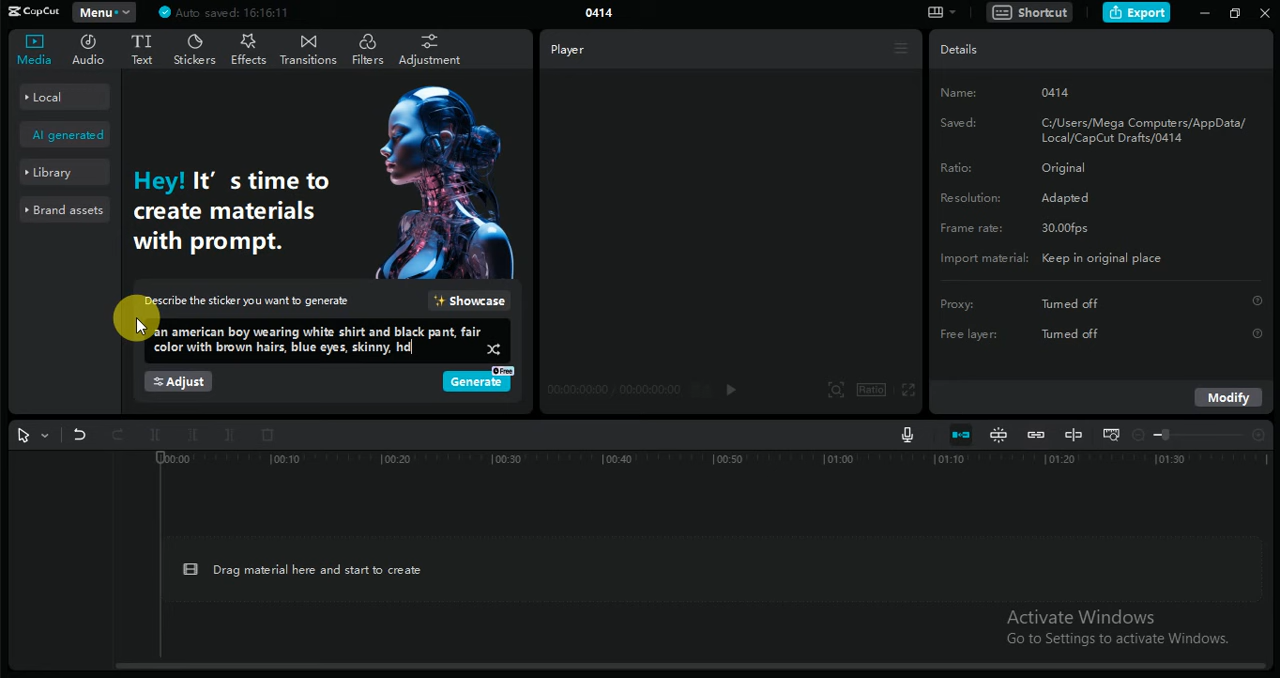 CapCut Menu Auto saved: 16:16:11 0414 Shortcut Export
Media Audio Text Stickers Effects Transitions Filters Adjustment
TI
Local
AI generated
Library
Brand assets
Hey! It’ s time to
create materials
with prompt.
Describe the sticker you want to generate
Showcase
an american boy wearing white shirt and black pant, fair
color with brown hairs, blue eyes, skinny, hd
Adjust
Free
Generate
Player
00:00:00:00 / 00:00:00:00
Ratio
Details
Name: 0414
Saved: C:/Users/Mega Computers/AppData/
Local/CapCut Drafts/0414
Ratio: Original
Resolution: Adapted
Frame rate: 30.00fps
Import material: Keep in original place
Proxy: Turned off
Free layer: Turned off
Modify
00:00 00:10 00:20 00:30 00:40 00:50 01:00 01:10 01:20 01:30
Drag material here and start to create
Activate Windows
Go to Settings to activate Windows.